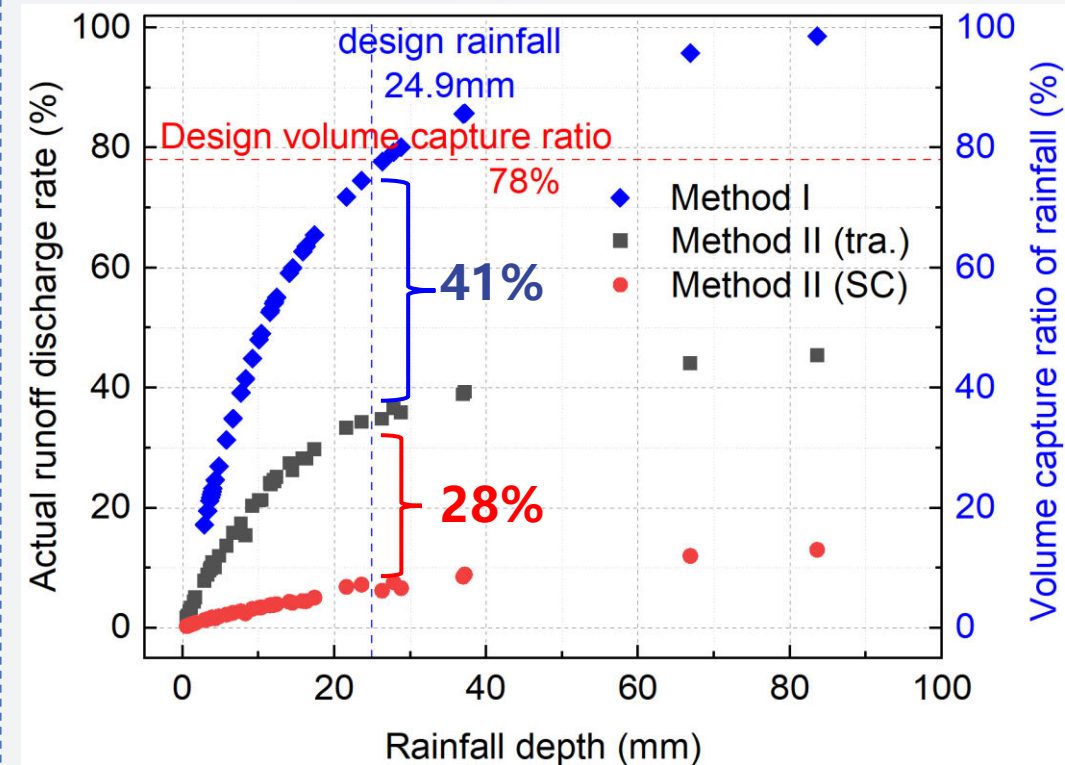 Actual runoff discharge rate (%)
100
80
60
40
20
0
design rainfall
24.9mm
Design volume capture ratio
78%
Method I
Method II (tra.)
Method II (SC)
41%
28%
100
80
60
40
20
0
Volume capture ratio of rainfall (%)
0 20 40 60 80 100
Rainfall depth (mm)